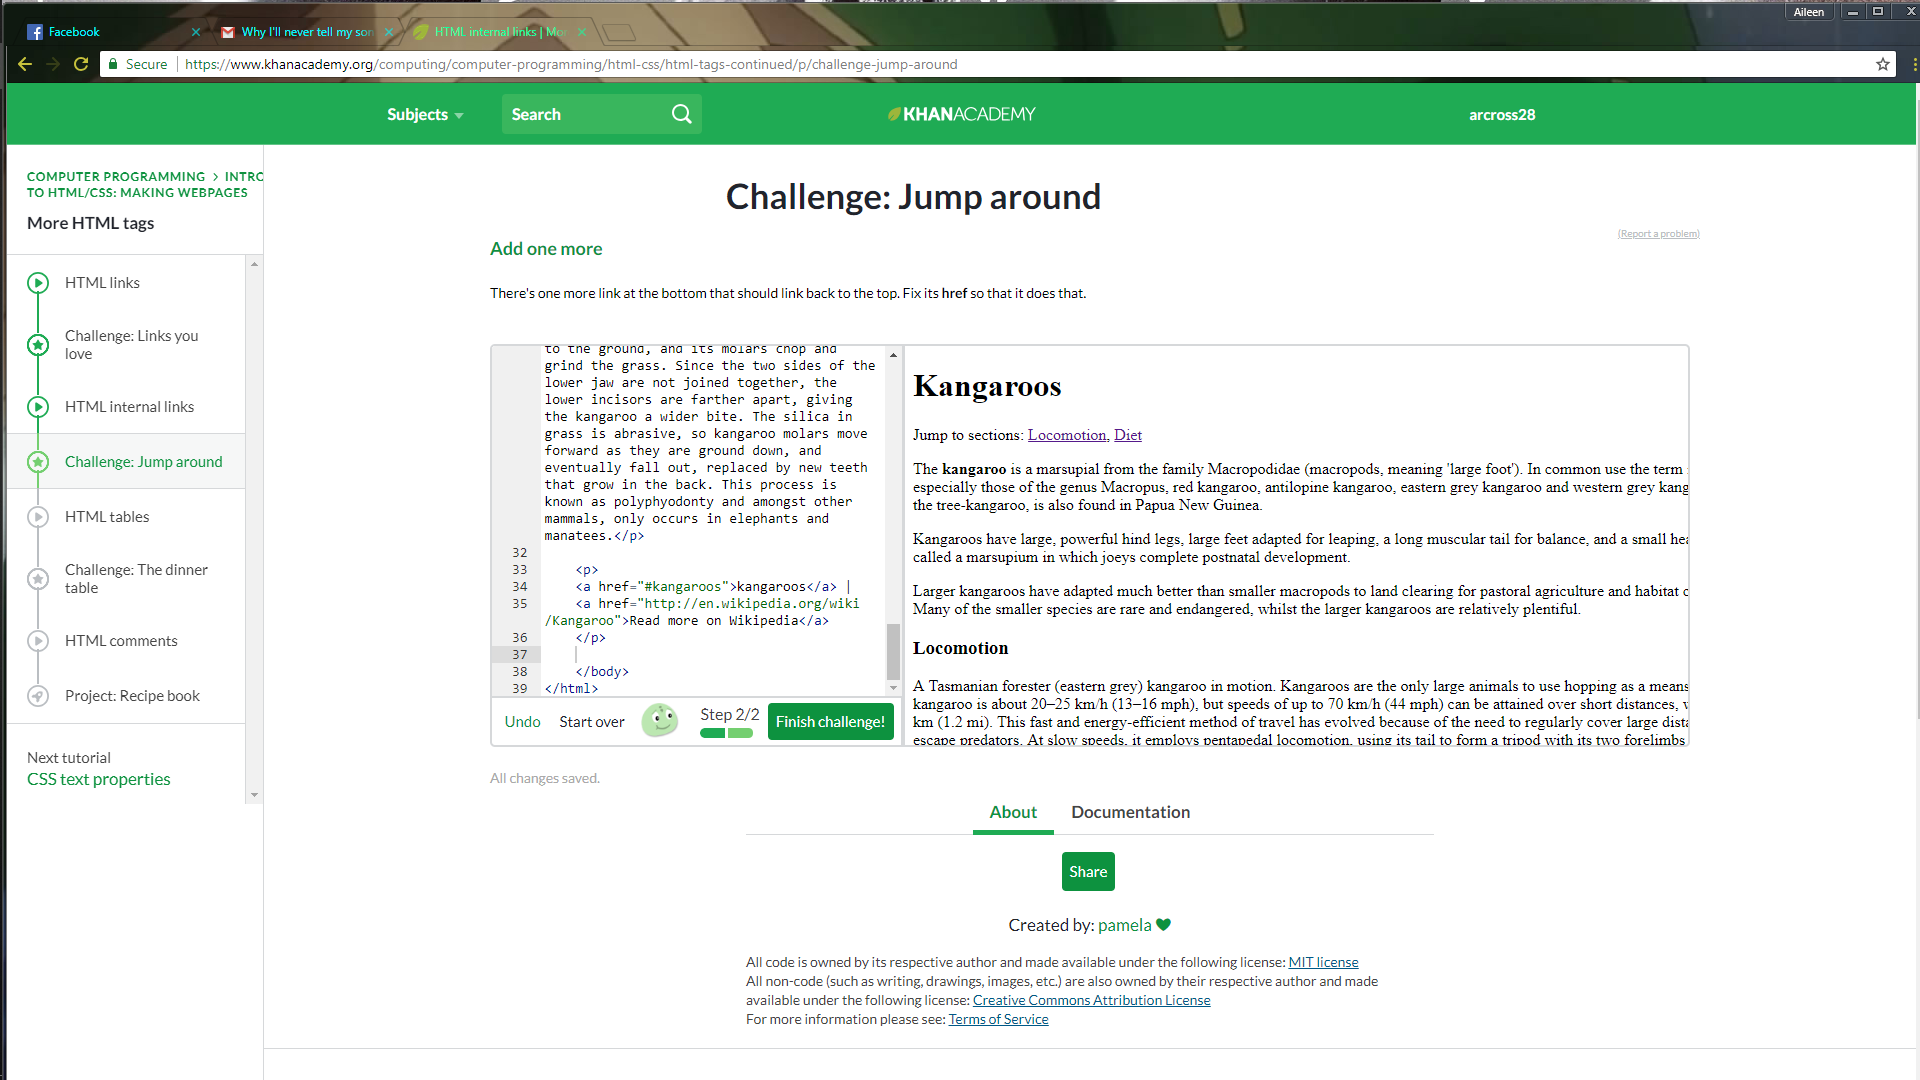 Aileen
Facebook
Why I'll never tell my son
HTML internal links | Mor
Secure
https://www.khanacademy.org/computing/computer-programming/html-css/html-tags-continued/p/challenge-jump-around
Subjects
Search
KHANACADEMY
arcross28
COMPUTER PROGRAMMING > INTRO
TO HTML/CSS: MAKING WEBPAGES
More HTML tags
HTML links
Challenge: Links you
love
HTML internal links
Challenge: Jump around
HTML tables
Challenge: The dinner
table
HTML comments
Project: Recipe book
Next tutorial
CSS text properties
Challenge: Jump around
(Report a problem)
Add one more
There's one more link at the bottom that should link back to the top. Fix its href so that it does that.
to the ground, and its molars chop and
grind the grass. Since the two sides of the
lower jaw are not joined together, the
lower incisors are farther apart, giving
the kangaroo a wider bite. The silica in
grass is abrasive, so kangaroo molars move
forward as they are ground down, and
eventually fall out, replaced by new teeth
that grow in the back. This process is
known as polyphyodonty and amongst other
mammals, only occurs in elephants and
manatees.</p>
32
33 <p>
34 <a href="#kangaroos">kangaroos</a> |
35 <a href="http://en.wikipedia.org/wiki
/Kangaroo">Read more on Wikipedia</a>
36 </p>
37
38 </body>
39 </html>
Undo
Start over
Step 2/2
Finish challenge!
Kangaroos
Jump to sections: Locomotion, Diet
The kangaroo is a marsupial from the family Macropodidae (macropods, meaning 'large foot'). In common use the term
especially those of the genus Macropus, red kangaroo, antilopine kangaroo, eastern grey kangaroo and western grey kang
the tree-kangaroo, is also found in Papua New Guinea.
Kangaroos have large, powerful hind legs, large feet adapted for leaping, a long muscular tail for balance, and a small hea
called a marsupium in which joeys complete postnatal development.
Larger kangaroos have adapted much better than smaller macropods to land clearing for pastoral agriculture and habitat c
Many of the smaller species are rare and endangered, whilst the larger kangaroos are relatively plentiful.
Locomotion
A Tasmanian forester (eastern grey) kangaroo in motion. Kangaroos are the only large animals to use hopping as a means
kangaroo is about 20–25 km/h (13–16 mph), but speeds of up to 70 km/h (44 mph) can be attained over short distances, w
km (1.2 mi). This fast and energy-efficient method of travel has evolved because of the need to regularly cover large dista
escape predators. At slow speeds, it employs pentapedal locomotion, using its tail to form a tripod with its two forelimbs
All changes saved.
About
Documentation
Share
Created by: pamela
All code is owned by its respective author and made available under the following license: MIT license
All non-code (such as writing, drawings, images, etc.) are also owned by their respective author and made
available under the following license: Creative Commons Attribution License
For more information please see: Terms of Service